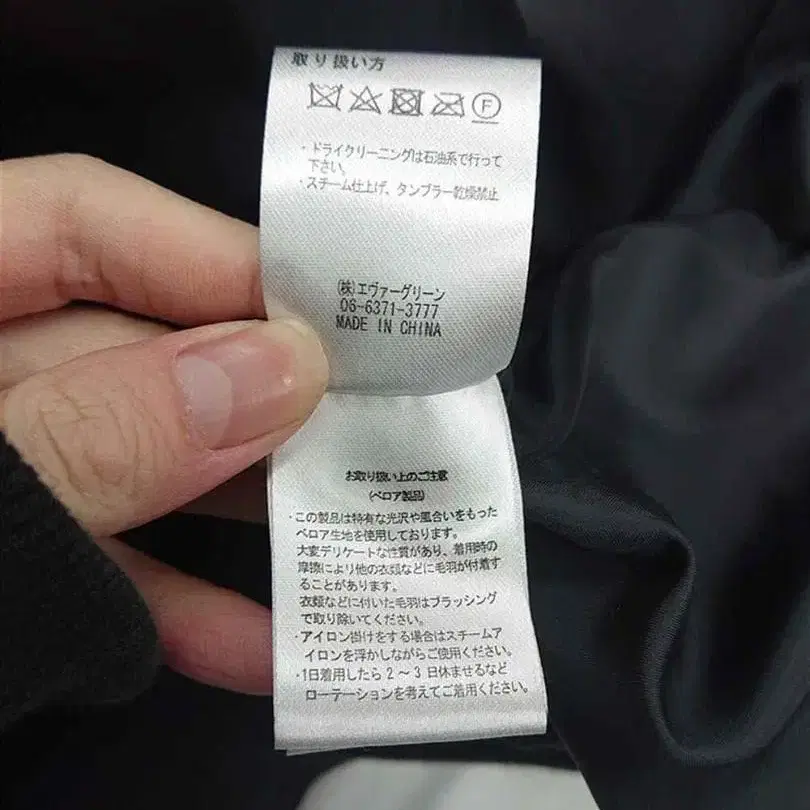 取り扱い方
F
・ドライクリーニングは石油系で行って
下さい。
・スチーム仕上げ、タンブラー乾燥禁止
(株)エヴァーグリーン
06-6371-3777
MADE IN CHINA
お取り扱い上のご注意
(ベロア製品)
・この製品は特有な光沢や風合いをもった
ベロア生地を使用しております。
大変デリケートな性質があり、着用時の
摩擦により他の衣類などに毛羽が付着す
ることがあります。
衣類などに付いた毛羽はブラッシング
で取り除いてください。
・アイロン掛けをする場合はスチームア
イロンを浮かしながらご使用ください。
・1日着用したら2～3日休ませるなど
ローテーションを考えてご着用ください。